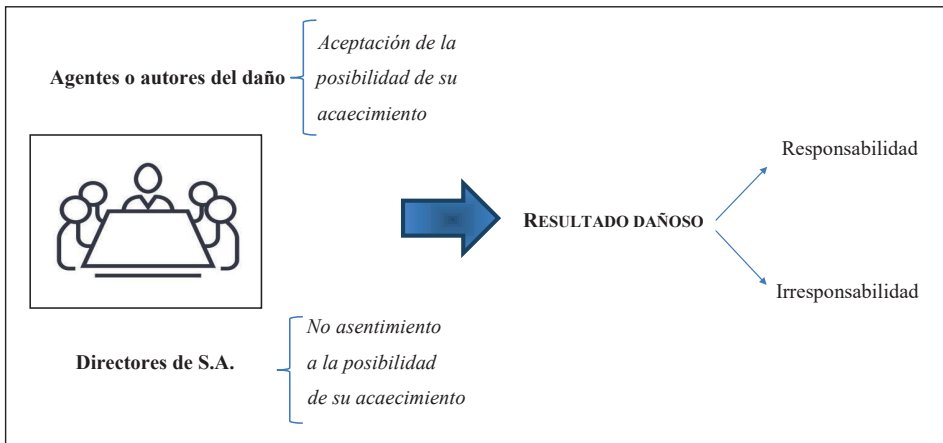 Agentes o autores del daño
Aceptación de la
posibilidad de su
acaecimiento
Directores de S.A.
No asentimiento
a la posibilidad
de su acaecimiento
RESULTADO DAÑOSO
Responsabilidad
Irresponsabilidad